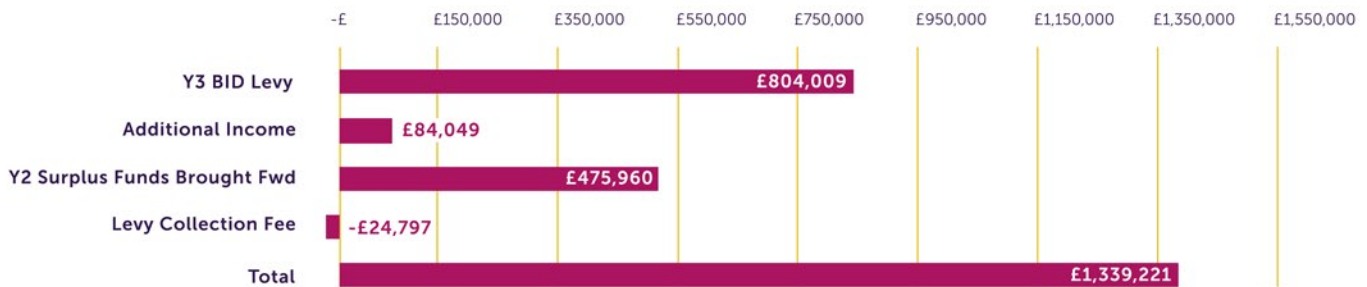 -£ £150,000 £350,000 £550,000 £750,000 £950,000 £1,150,000 £1,350,000 £1,550,000
Y3 BID Levy £804,009
Additional Income £84,049
Y2 Surplus Funds Brought Fwd £475,960
Levy Collection Fee -£24,797
Total £1,339,221